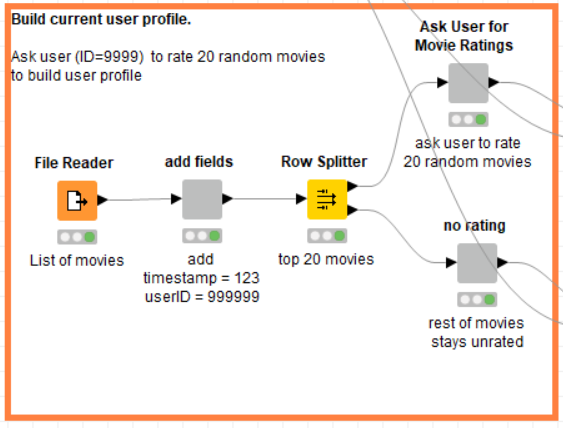 Build current user profile.
Ask user (ID=9999) to rate 20 random movies
to build user profile
Ask User for
Movie Ratings
ask user to rate
20 random movies
File Reader
List of movies
add fields
add
timestamp = 123
userID = 999999
Row Splitter
top 20 movies
no rating
rest of movies
stays unrated